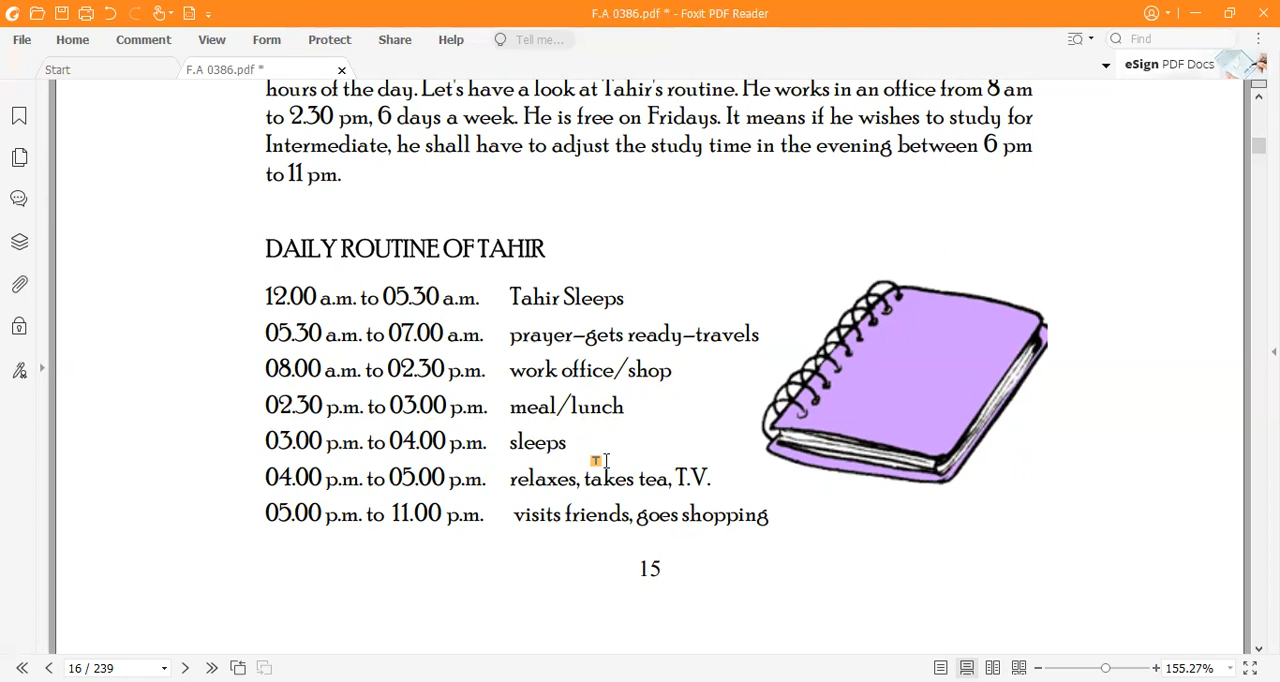 F.A 0386.pdf * - Foxit PDF Reader
File Home Comment View Form Protect Share Help Tell me... Find
Start F.A 0386.pdf * eSign PDF Docs
hours of the day. Let's have a look at Tahir's routine. He works in an office from 8 am
to 2.30 pm, 6 days a week. He is free on Fridays. It means if he wishes to study for
Intermediate, he shall have to adjust the study time in the evening between 6 pm
to 11 pm.
DAILY ROUTINE OF TAHIR
12.00 a.m. to 05.30 a.m. Tahir Sleeps
05.30 a.m. to 07.00 a.m. prayer–gets ready–travels
08.00 a.m. to 02.30 p.m. work office/shop
02.30 p.m. to 03.00 p.m. meal/lunch
03.00 p.m. to 04.00 p.m. sleeps
04.00 p.m. to 05.00 p.m. relaxes, takes tea, T.V.
05.00 p.m. to 11.00 p.m. visits friends, goes shopping
15
16 / 239 155.27%